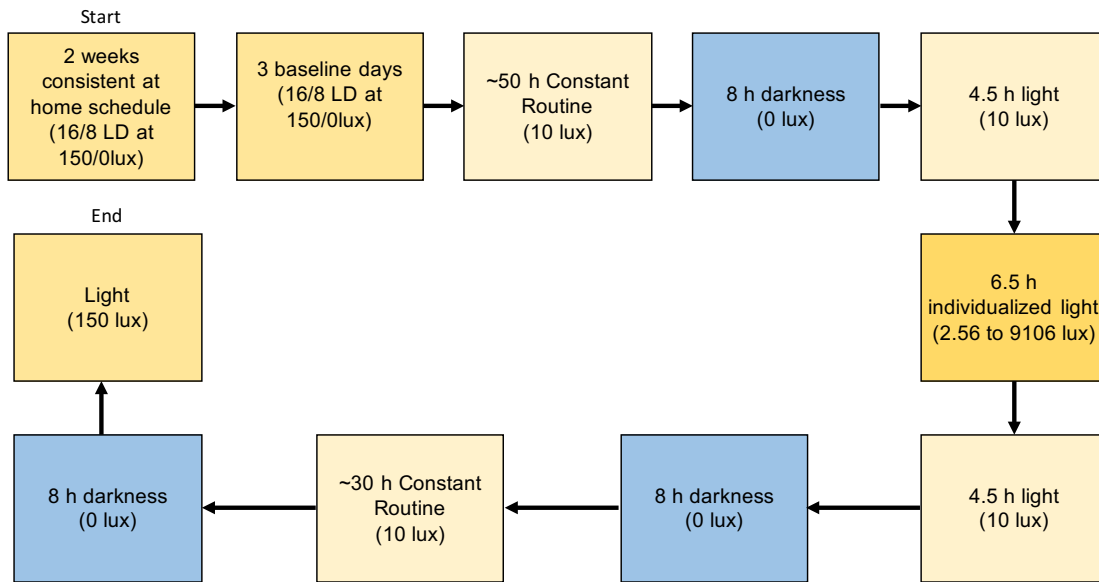 Start
2 weeks
consistent at
home schedule
(16/8 LD at
150/0lux)
3 baseline days
(16/8 LD at
150/0lux)
~50 h Constant
Routine
(10 lux)
8 h darkness
(0 lux)
4.5 h light
(10 lux)
6.5 h
individualized light
(2.56 to 9106 lux)
4.5 h light
(10 lux)
8 h darkness
(0 lux)
~30 h Constant
Routine
(10 lux)
8 h darkness
(0 lux)
End
Light
(150 lux)